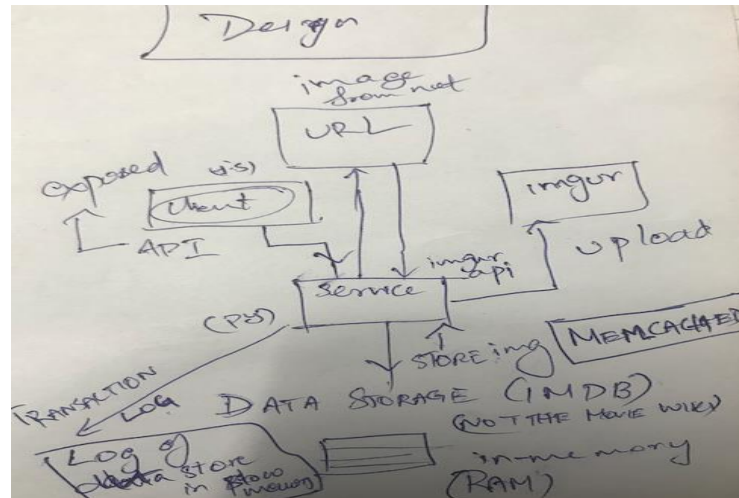 Design
image
from net
URL
exposed
(js)
client
API
imgur
upload
imgur
api
service
(py)
STORE img
MEMCACHED
TRANSACTION
LOG
DATA STORAGE (IMDB)
(NOT THE MOVIE WIKI)
Log of
store
in
in-memory
(RAM)